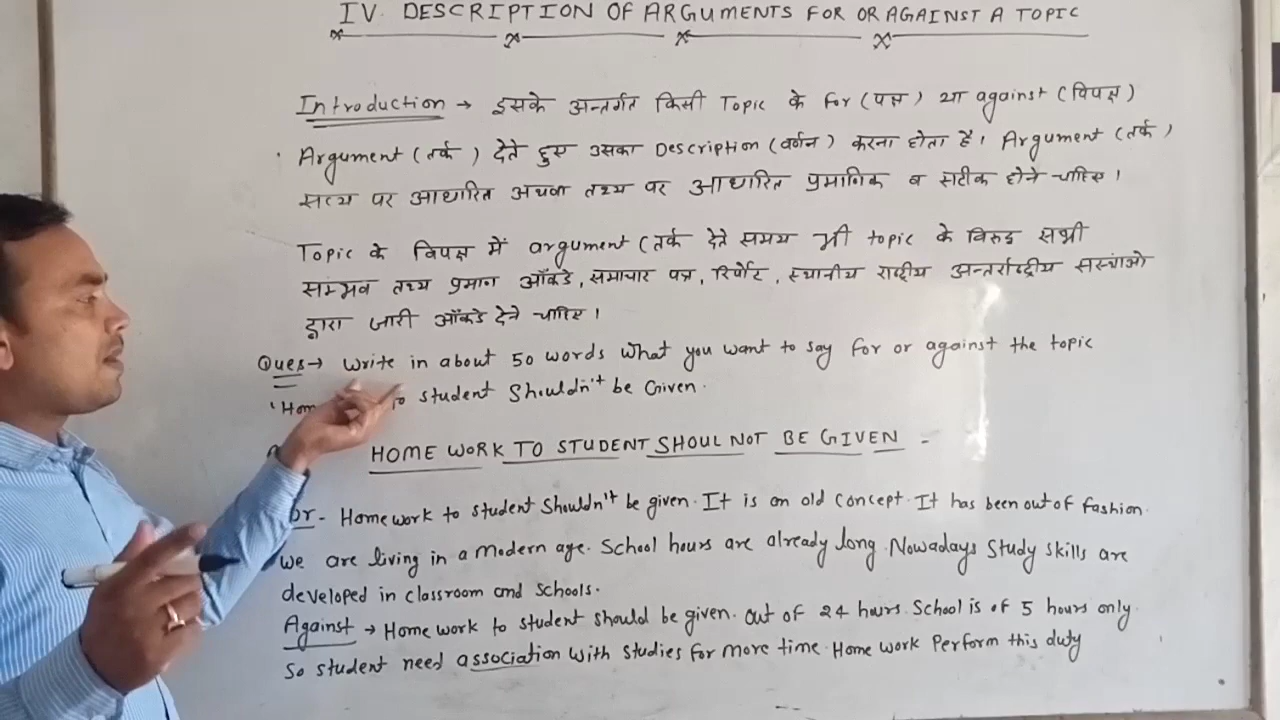 IV. DESCRIPTION OF ARGUMENTS FOR OR AGAINST A TOPIC
Introduction → इसके अन्तर्गत किसी Topic के for (पक्ष) या against (विपक्ष)
Argument (तर्क) देते हुए उसका Description (वर्णन) करना होता है। Argument (तर्क)
सत्य पर आधारित अथवा तथ्य पर आधारित प्रमाणिक व सटीक होने चाहिए।
Topic के विपक्ष में argument (तर्क देते समय भी topic के विरुद्ध सभी
सम्भव तथ्य प्रमाण आँकडे, समाचार पत्र, रिर्पोट, स्थानीय राष्ट्रीय अन्तर्राष्ट्रीय सस्थाओ
द्वारा जारी आँकडे देने चाहिए।
Ques → Write in about 50 words what you want to say for or against the topic
'Hom to student Shouldn't be Given.
HOME WORK TO STUDENT SHOUL NOT BE GIVEN -
or - Home work to student shouldn't be given. It is an old concept. It has been out of fashion.
We are living in a modern age. School hours are already long. Nowadays study skills are
developed in classroom and schools.
Against → Home work to student should be given. Out of 24 hours. School is of 5 hours only.
So student need association with studies for more time. Home work Perform this duty